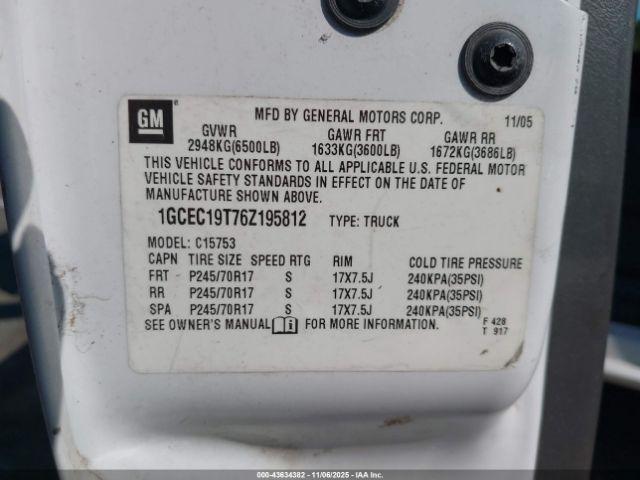 GM
MFD BY GENERAL MOTORS CORP. 11/05
GVWR GAWR FRT GAWR RR
2948KG(6500LB) 1633KG(3600LB) 1672KG(3686LB)
THIS VEHICLE CONFORMS TO ALL APPLICABLE U.S. FEDERAL MOTOR
VEHICLE SAFETY STANDARDS IN EFFECT ON THE DATE OF
MANUFACTURE SHOWN ABOVE.
1GCEC19T76Z195812 TYPE: TRUCK
MODEL: C15753
CAPN TIRE SIZE SPEED RTG RIM COLD TIRE PRESSURE
FRT P245/70R17 S 17X7.5J 240KPA(35PSI)
RR P245/70R17 S 17X7.5J 240KPA(35PSI)
SPA P245/70R17 S 17X7.5J 240KPA(35PSI)
SEE OWNER'S MANUAL FOR MORE INFORMATION. F 428
T 917
000-43634382 - 11/06/2025 - IAA Inc.